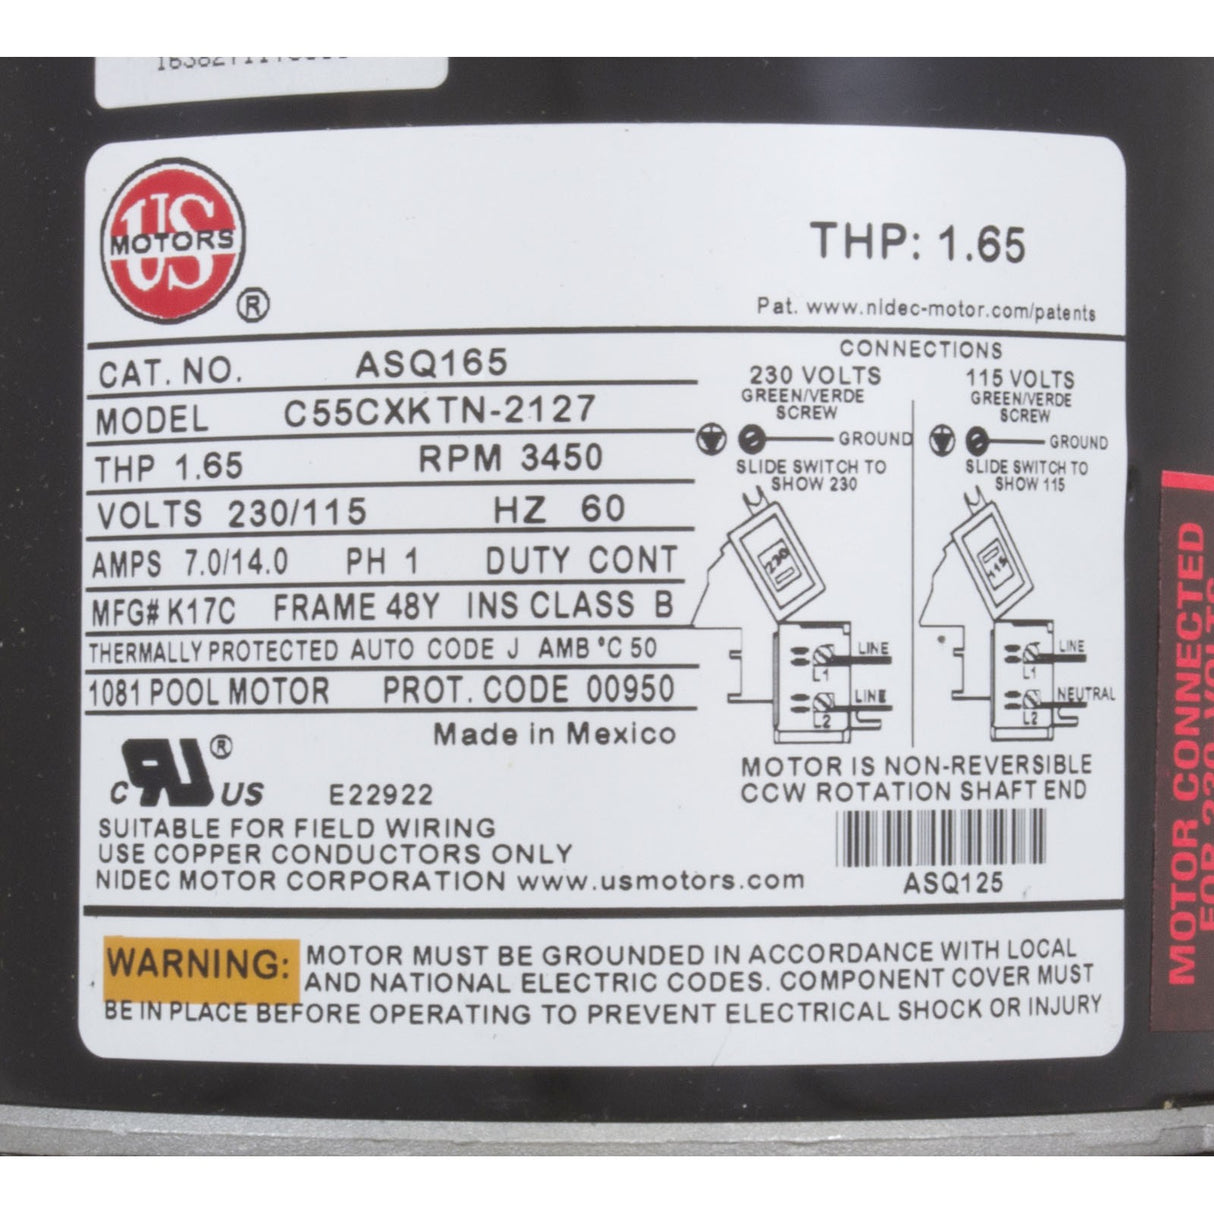 US
MOTORS
®
THP: 1.65
Pat. www.nidec-motor.com/patents
CAT. NO. ASQ165
MODEL C55CXKTN-2127
THP 1.65 RPM 3450
VOLTS 230/115 HZ 60
AMPS 7.0/14.0 PH 1 DUTY CONT
MFG# K17C FRAME 48Y INS CLASS B
THERMALLY PROTECTED AUTO CODE J AMB °C 50
1081 POOL MOTOR PROT. CODE 00950
Made in Mexico
C US ®
E22922
SUITABLE FOR FIELD WIRING
USE COPPER CONDUCTORS ONLY
NIDEC MOTOR CORPORATION www.usmotors.com
CONNECTIONS
230 VOLTS
GREEN/VERDE
SCREW
GROUND
SLIDE SWITCH TO
SHOW 230
230
LINE
L1
LINE
L2
115 VOLTS
GREEN/VERDE
SCREW
GROUND
SLIDE SWITCH TO
SHOW 115
115
LINE
L1
NEUTRAL
L2
MOTOR IS NON-REVERSIBLE
CCW ROTATION SHAFT END
ASQ125
WARNING: MOTOR MUST BE GROUNDED IN ACCORDANCE WITH LOCAL
AND NATIONAL ELECTRIC CODES. COMPONENT COVER MUST
BE IN PLACE BEFORE OPERATING TO PREVENT ELECTRICAL SHOCK OR INJURY
MOTOR CONNECTED
FOR 230 VOLTS